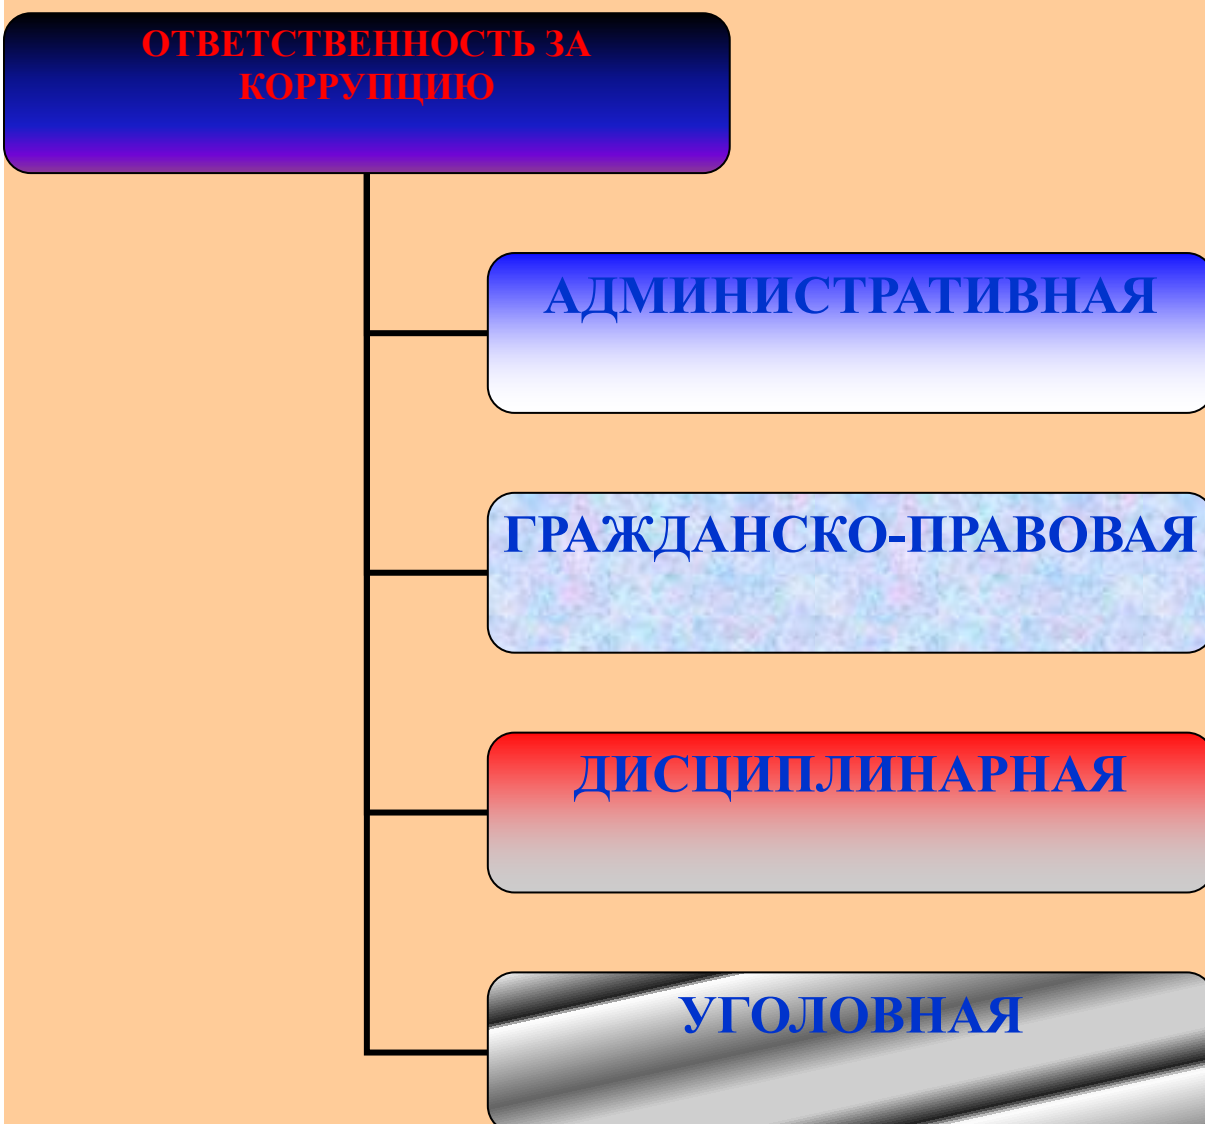 ОТВЕТСТВЕННОСТЬ ЗА
КОРРУПЦИЮ
АДМИНИСТРАТИВНАЯ
ГРАЖДАНСКО-ПРАВОВАЯ
ДИСЦИПЛИНАРНАЯ
УГОЛОВНАЯ